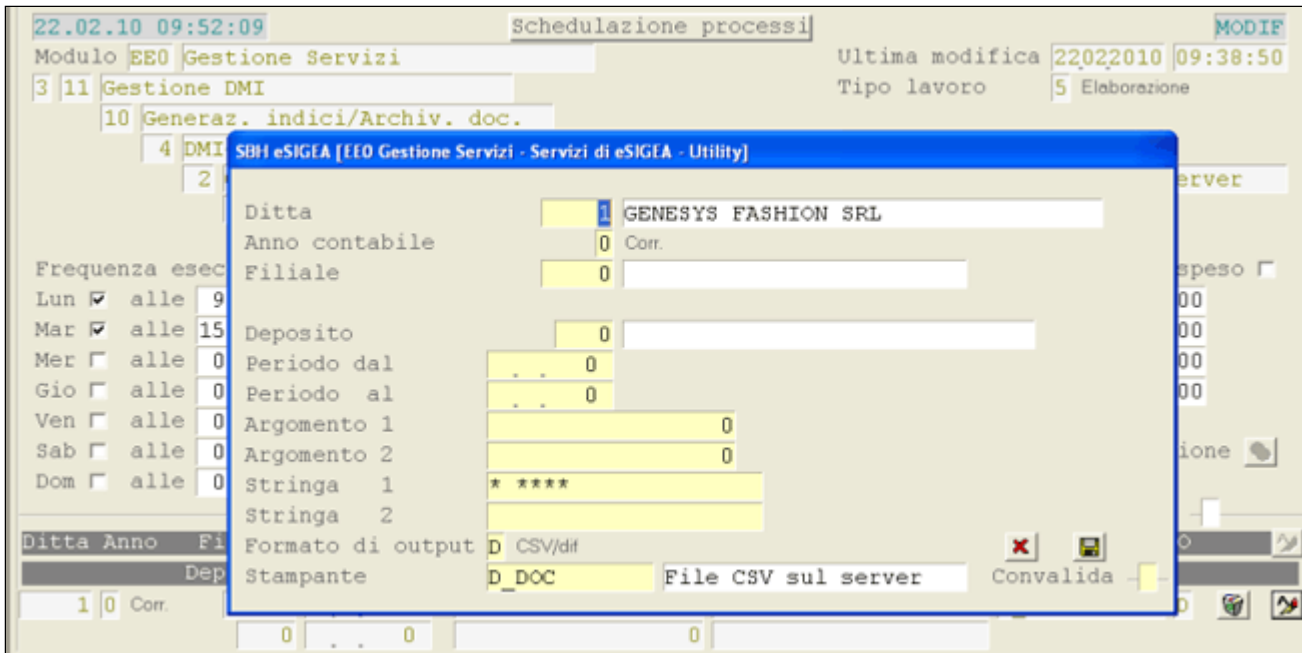 22.02.10 09:52:09 Schedulazione processi MODIF
Modulo EE0 Gestione Servizi Ultima modifica 22022010 09:38:50
3 11 Gestione DMI Tipo lavoro 5 Elaborazione
10 Generaz. indici/Archiv. doc.
4 DMI
SBH eSIGEA [EE0 Gestione Servizi - Servizi di eSIGEA - Utility]
2 erver
Ditta 1 GENESYS FASHION SRL
Anno contabile 0 Corr.
Frequenza esec Filiale 0 speso
Lun alle 9 00
Mar alle 15 Deposito 0 00
Mer alle 0 Periodo dal . . 0 00
Gio alle 0 Periodo al . . 0 00
Ven alle 0 Argomento 1 0
Sab alle 0 Argomento 2 0 ione
Dom alle 0 Stringa 1 * ****
Stringa 2
Ditta Anno Fi Formato di output D CSV/dif O
Dep Stampante D_DOC File CSV sul server Convalida
1 0 Corr. D
0 . . 0 0